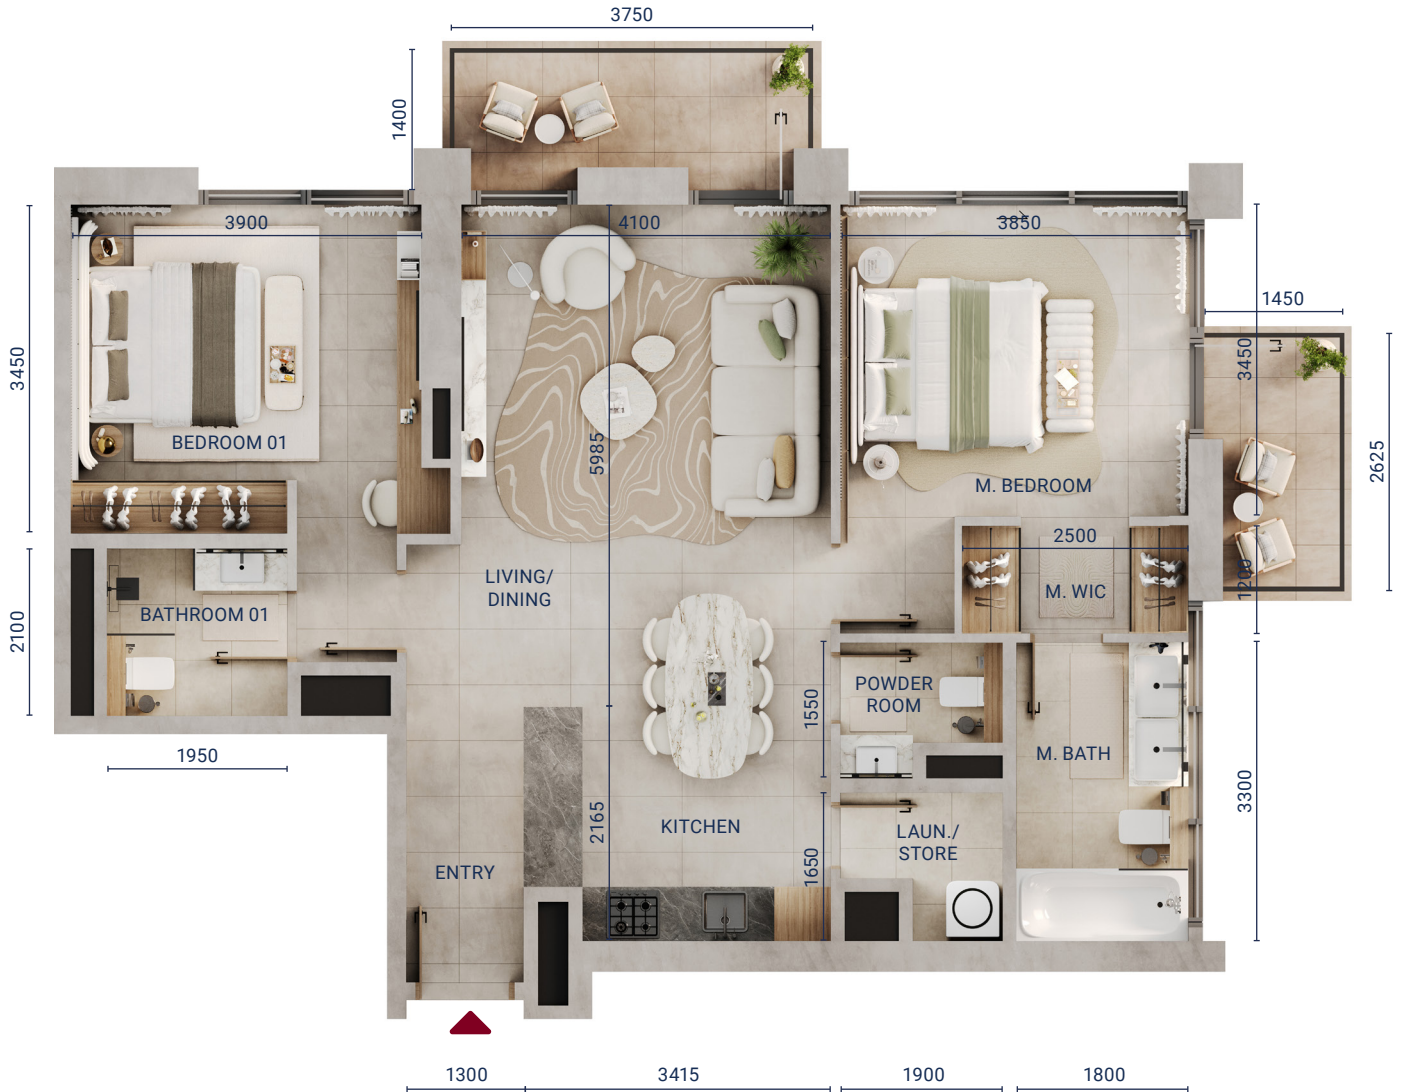 3750
1400
3900
4100
3850
1450
3450
3450
2625
5985
BEDROOM 01
M. BEDROOM
2500
LIVING/
DINING
1200
M. WIC
2100
BATHROOM 01
POWDER
ROOM
1550
1950
M. BATH
3300
2165
KITCHEN
LAUN./
STORE
1650
ENTRY
1300
3415
1900
1800